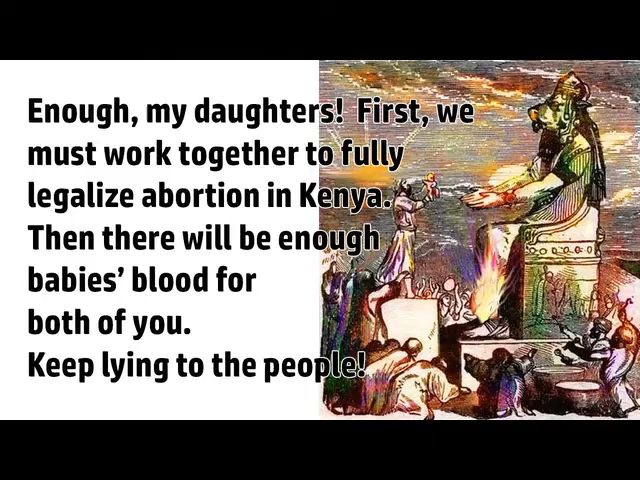 Enough, my daughters! First, we
must work together to fully
legalize abortion in Kenya.
Then there will be enough
babies’ blood for
both of you.
Keep lying to the people!